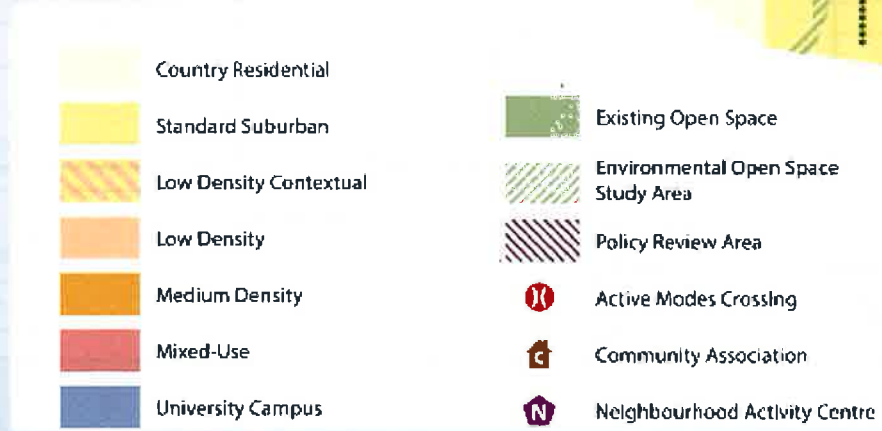 Country Residential
Standard Suburban
Low Density Contextual
Low Density
Medium Density
Mixed-Use
University Campus
Existing Open Space
Environmental Open Space
Study Area
Policy Review Area
Active Modes Crossing
C
Community Association
N
Neighbourhood Activity Centre